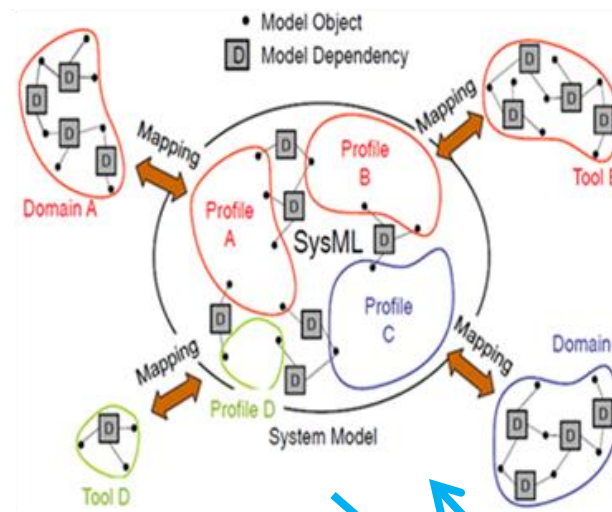 Model Object
D Model Dependency
D
D
D
D
Mapping
Domain A
D
D
D
D
Mapping
Tool
D
D
Profile
A
Profile
B
SysML
D
Profile
C
D
D
D
Profile D
System Model
Mapping
D
Tool D
Mapping
Domain
D
D
D
D